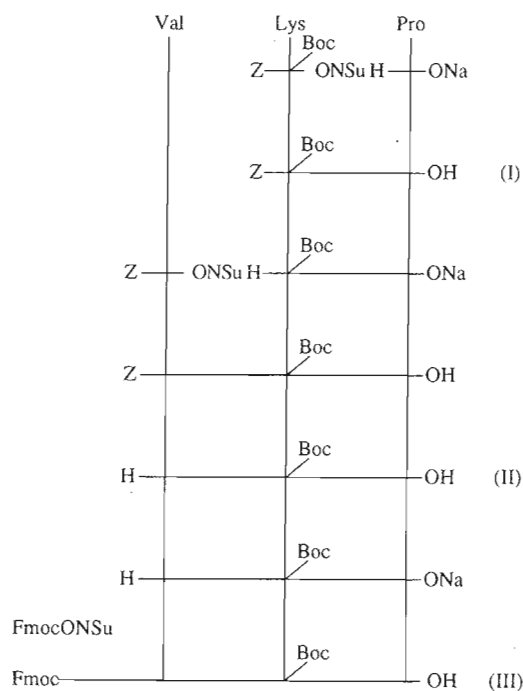 Val Lys Pro
Boc
Z ONSu H ONa
Boc
Z OH (I)
Boc
Z ONSu H ONa
Boc
Z OH
Boc
H OH (II)
Boc
H ONa
FmocONSu
Boc
Fmoc OH (III)